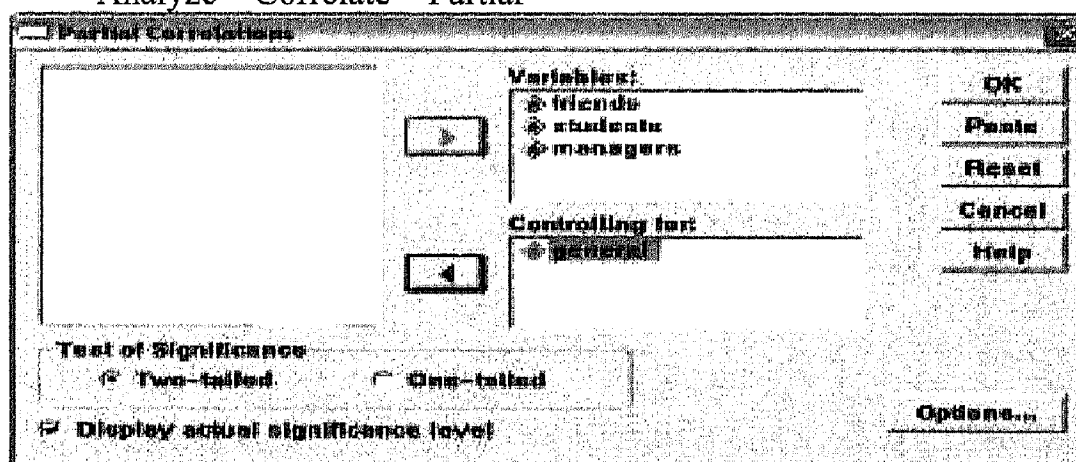 Analyze Correlate Partial
Partial Correlations
Variables:
friends
students
managers
Controlling for:
general
OK
Paste
Reset
Cancel
Help
Test of Significance
Two-tailed
One-tailed
Display actual significance level
Options...